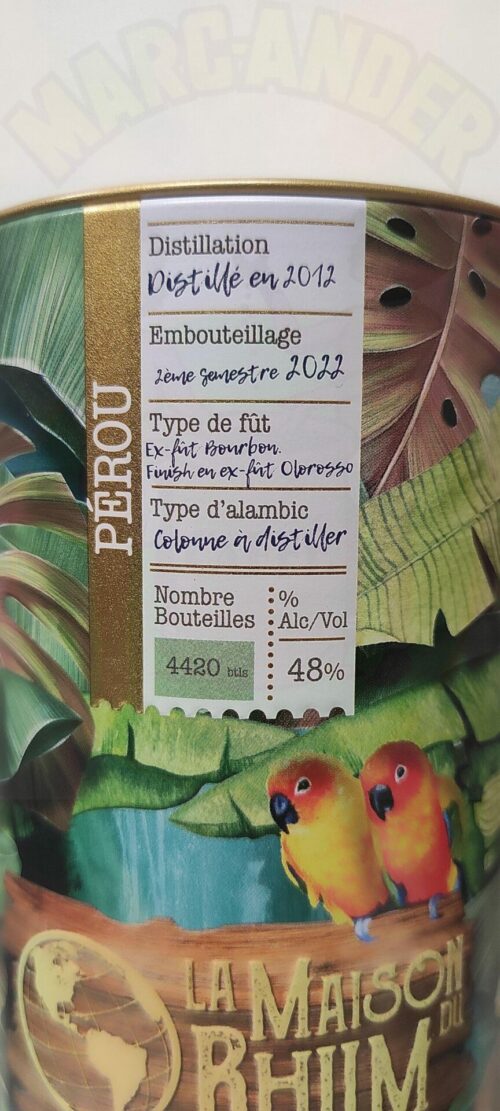 MARC-ANDER
Distillation
Distillé en 2012
Embouteillage
2ème semestre 2022
Type de fût
Ex-fût Bourbon.
Finish en ex-fût Olorosso
Type d'alambic
Colonne à distiller
Nombre
Bouteilles
4420 btls
%
Alc/Vol
48%
PÉROU
LA MAISON
DU
RHUM